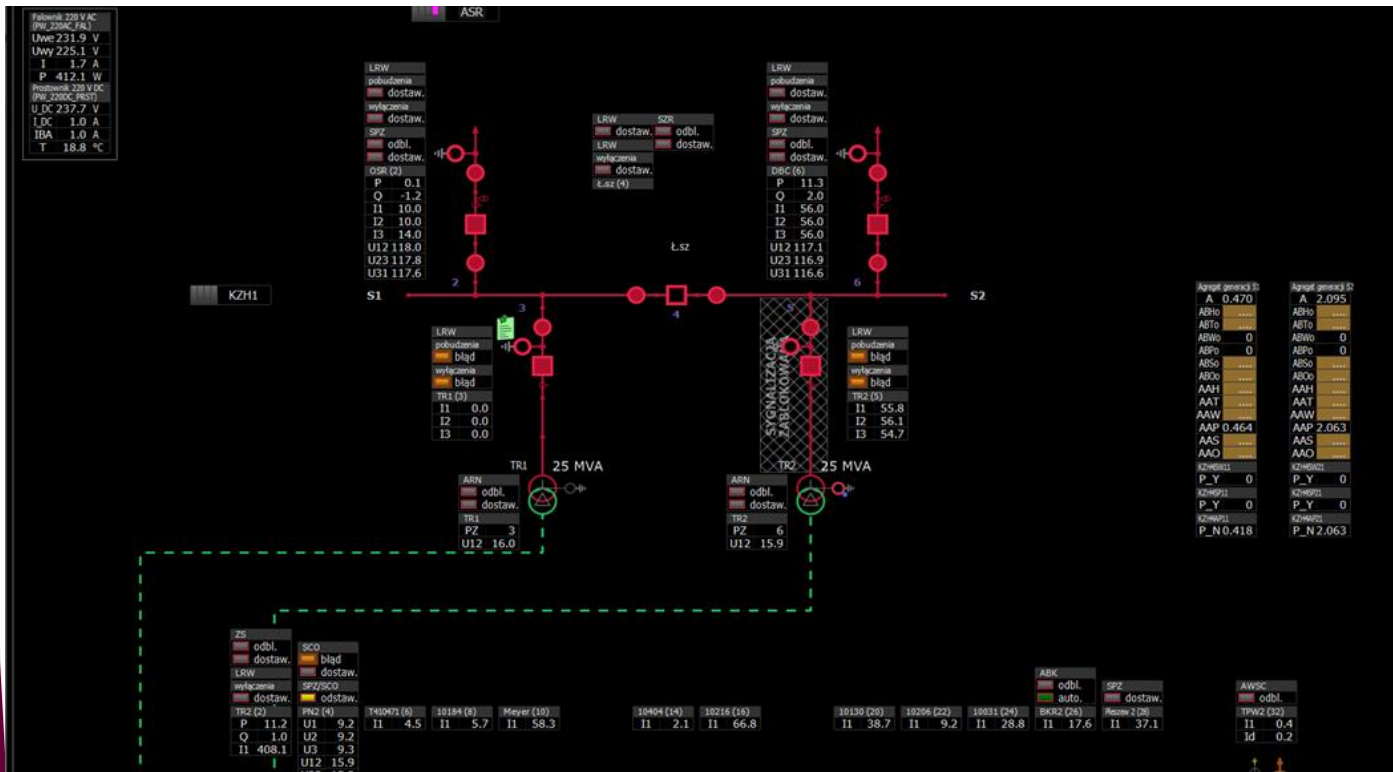 ASR
Falownik 220 V AC
(PW_220AC_FAL)
Uwe 231.9 V
Uwy 225.1 V
I 1.7 A
P 412.1 W
Prostownik 220 V DC
(PW_220DC_PRST)
U_DC 237.7 V
I_DC 1.0 A
IBA 1.0 A
T 18.8 °C
LRW
pobudzenia
dostaw.
wyłączenia
dostaw.
SPZ
odbl.
dostaw.
OSR (2)
P 0.1
Q -1.2
I1 10.0
I2 10.0
I3 14.0
U12 118.0
U23 117.8
U31 117.6
LRW SZR
dostaw. odbl.
LRW dostaw.
wyłączenia
dostaw.
Ł.sz (4)
LRW
pobudzenia
dostaw.
wyłączenia
dostaw.
SPZ
odbl.
dostaw.
DBC (6)
P 11.3
Q 2.0
I1 56.0
I2 56.0
I3 56.0
U12 117.1
U23 116.9
U31 116.6
Ł.sz
KZH1
S1
2
3
4
5
6
S2
LRW
pobudzenia
błąd
wyłączenia
błąd
TR1 (3)
I1 0.0
I2 0.0
I3 0.0
SYGNALIZACJA
ZABLOKOWANA
LRW
pobudzenia
błąd
wyłączenia
błąd
TR2 (5)
I1 55.8
I2 56.1
I3 54.7
TR1 25 MVA
ARN
odbl.
dostaw.
TR1
PZ 3
U12 16.0
TR2 25 MVA
ARN
odbl.
dostaw.
TR2
PZ 6
U12 15.9
Agregat generacji S1
A 0.470
ABHo ....
ABTo ....
ABWo 0
ABPo 0
ABSo ....
ABOo ....
AAH ....
AAT ....
AAW ....
AAP 0.464
AAS ....
AAO ....
KZH4SW11
P_Y 0
KZH4SP11
P_Y 0
KZH4AP11
P_N 0.418
Agregat generacji S2
A 2.095
ABHo ....
ABTo ....
ABWo 0
ABPo 0
ABSo ....
ABOo ....
AAH ....
AAT ....
AAW ....
AAP 2.063
AAS ....
AAO ....
KZH4SW21
P_Y 0
KZH4SP21
P_Y 0
KZH4AP21
P_N 2.063
ZS
odbl.
dostaw.
LRW
wyłączenia
dostaw.
TR2 (2)
P 11.2
Q 1.0
I1 408.1
SCO
błąd
dostaw.
SPZ/SCO
odstaw.
PN2 (4)
U1 9.2
U2 9.2
U3 9.3
U12 15.9
T410471 (6)
I1 4.5
10184 (8)
I1 5.7
Meyer (10)
I1 58.3
10404 (14)
I1 2.1
10216 (16)
I1 66.8
10130 (20)
I1 38.7
10206 (22)
I1 9.2
10031 (24)
I1 28.8
ABK
odbl.
auto.
BKR2 (26)
I1 17.6
SPZ
dostaw.
Pleszew 2 (28)
I1 37.1
AWSC
odbl.
TPW2 (32)
I1 0.4
Id 0.2